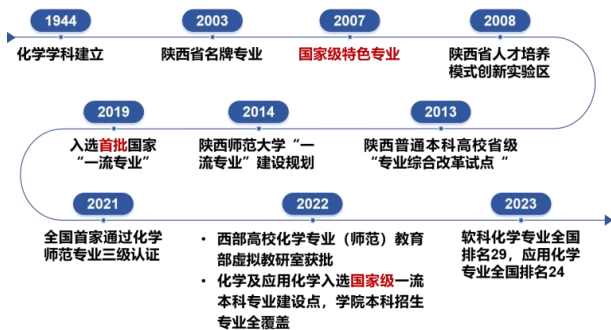 1944
2003
2007
2008
化学学科建立
陕西省名牌专业
国家级特色专业
陕西省人才培养
模式创新实验区
2019
2014
2013
入选首批国家
“一流专业”
陕西师范大学“一
流专业”建设规划
陕西普通本科高校省级
“专业综合改革试点“
2021
2022
2023
全国首家通过化学
师范专业三级认证
• 西部高校化学专业（师范）教育
部虚拟教研室获批
• 化学及应用化学入选国家级一流
本科专业建设点，学院本科招生
专业全覆盖
软科化学专业全国
排名29，应用化学
专业全国排名24